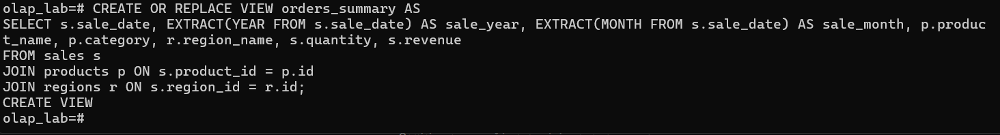 olap_lab=# CREATE OR REPLACE VIEW orders_summary AS
SELECT s.sale_date, EXTRACT(YEAR FROM s.sale_date) AS sale_year, EXTRACT(MONTH FROM s.sale_date) AS sale_month, p.produc
t_name, p.category, r.region_name, s.quantity, s.revenue
FROM sales s
JOIN products p ON s.product_id = p.id
JOIN regions r ON s.region_id = r.id;
CREATE VIEW
olap_lab=#